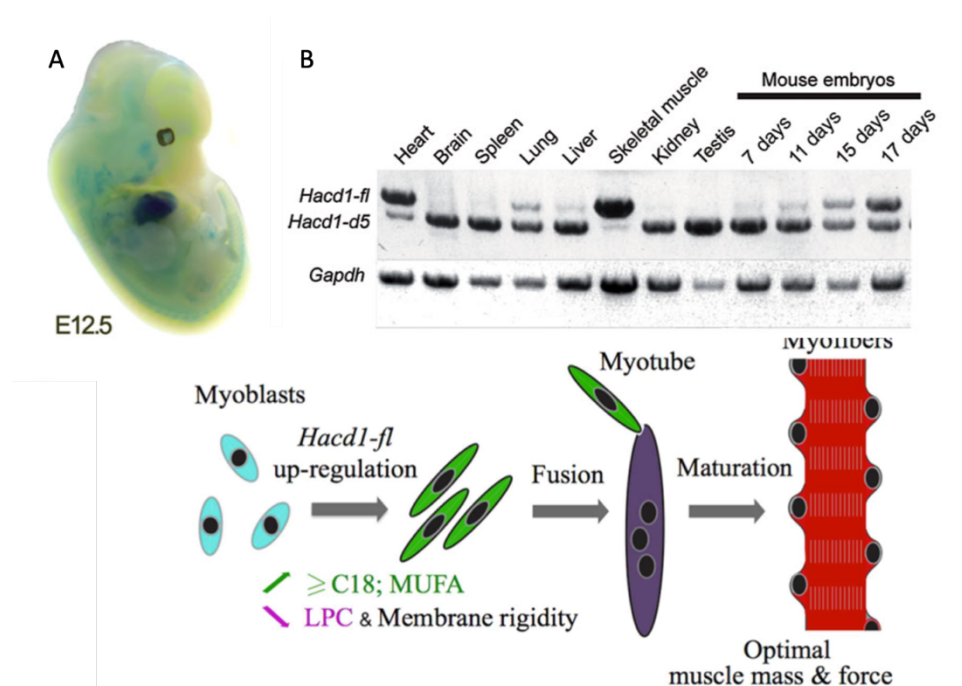 A
B
E12.5
Mouse embryos
Heart
Brain
Spleen
Lung
Liver
Skeletal muscle
Kidney
Testis
7 days
11 days
15 days
17 days
Hacd1-fl
Hacd1-d5
Gapdh
Myoblasts
Hacd1-fl
up-regulation
Fusion
Myotube
Maturation
Myofibers
⩾ C18; MUFA
LPC & Membrane rigidity
Optimal
muscle mass & force